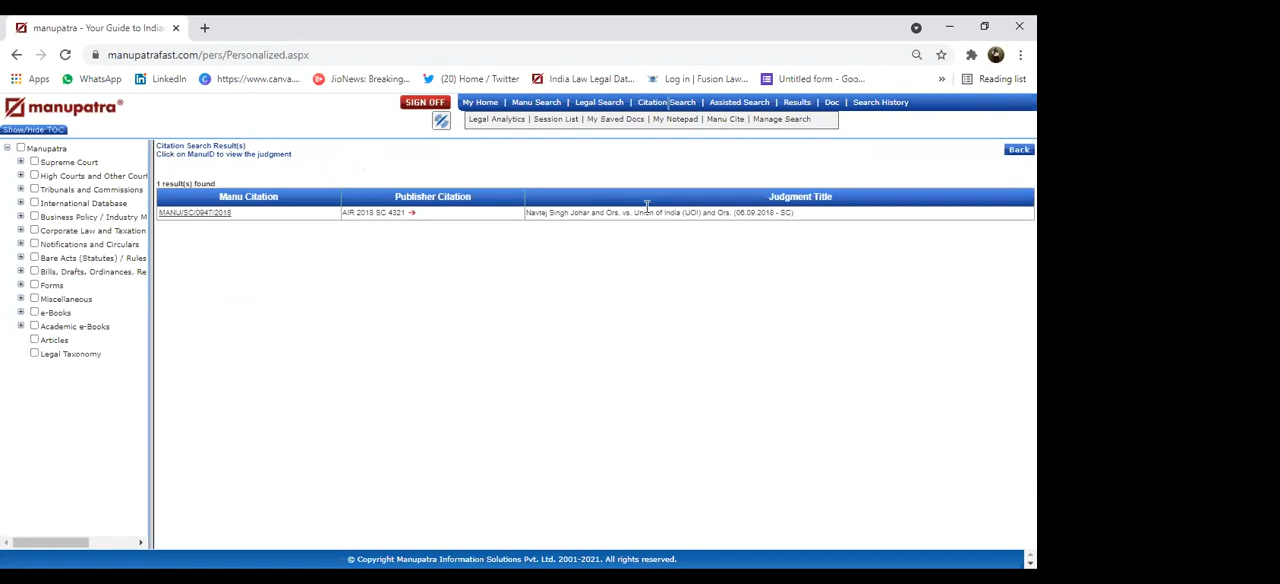 manupatra - Your Guide to India
manupatrafast.com/pers/Personalized.aspx
Apps WhatsApp LinkedIn https://www.canva.... JioNews: Breaking... (20) Home / Twitter India Law Legal Dat... Log in | Fusion Law... Untitled form - Goo... » Reading list
manupatra®
SIGN OFF My Home | Manu Search | Legal Search | Citation Search | Assisted Search | Results | Doc | Search History
Legal Analytics | Session List | My Saved Docs | My Notepad | Manu Cite | Manage Search
Show/Hide TOC
Manupatra
Supreme Court
High Courts and Other Court
Tribunals and Commissions
International Database
Business Policy / Industry M
Corporate Law and Taxation
Notifications and Circulars
Bare Acts (Statutes) / Rules
Bills, Drafts, Ordinances, Re
Forms
Miscellaneous
e-Books
Academic e-Books
Articles
Legal Taxonomy
Citation Search Result(s)
Click on ManuID to view the judgment
Back
1 result(s) found
Manu Citation Publisher Citation Judgment Title
MANU/SC/0947/2018 AIR 2018 SC 4321 Navtej Singh Johar and Ors. vs. Union of India (UOI) and Ors. (06.09.2018 - SC)
© Copyright Manupatra Information Solutions Pvt. Ltd. 2001-2021. All rights reserved.